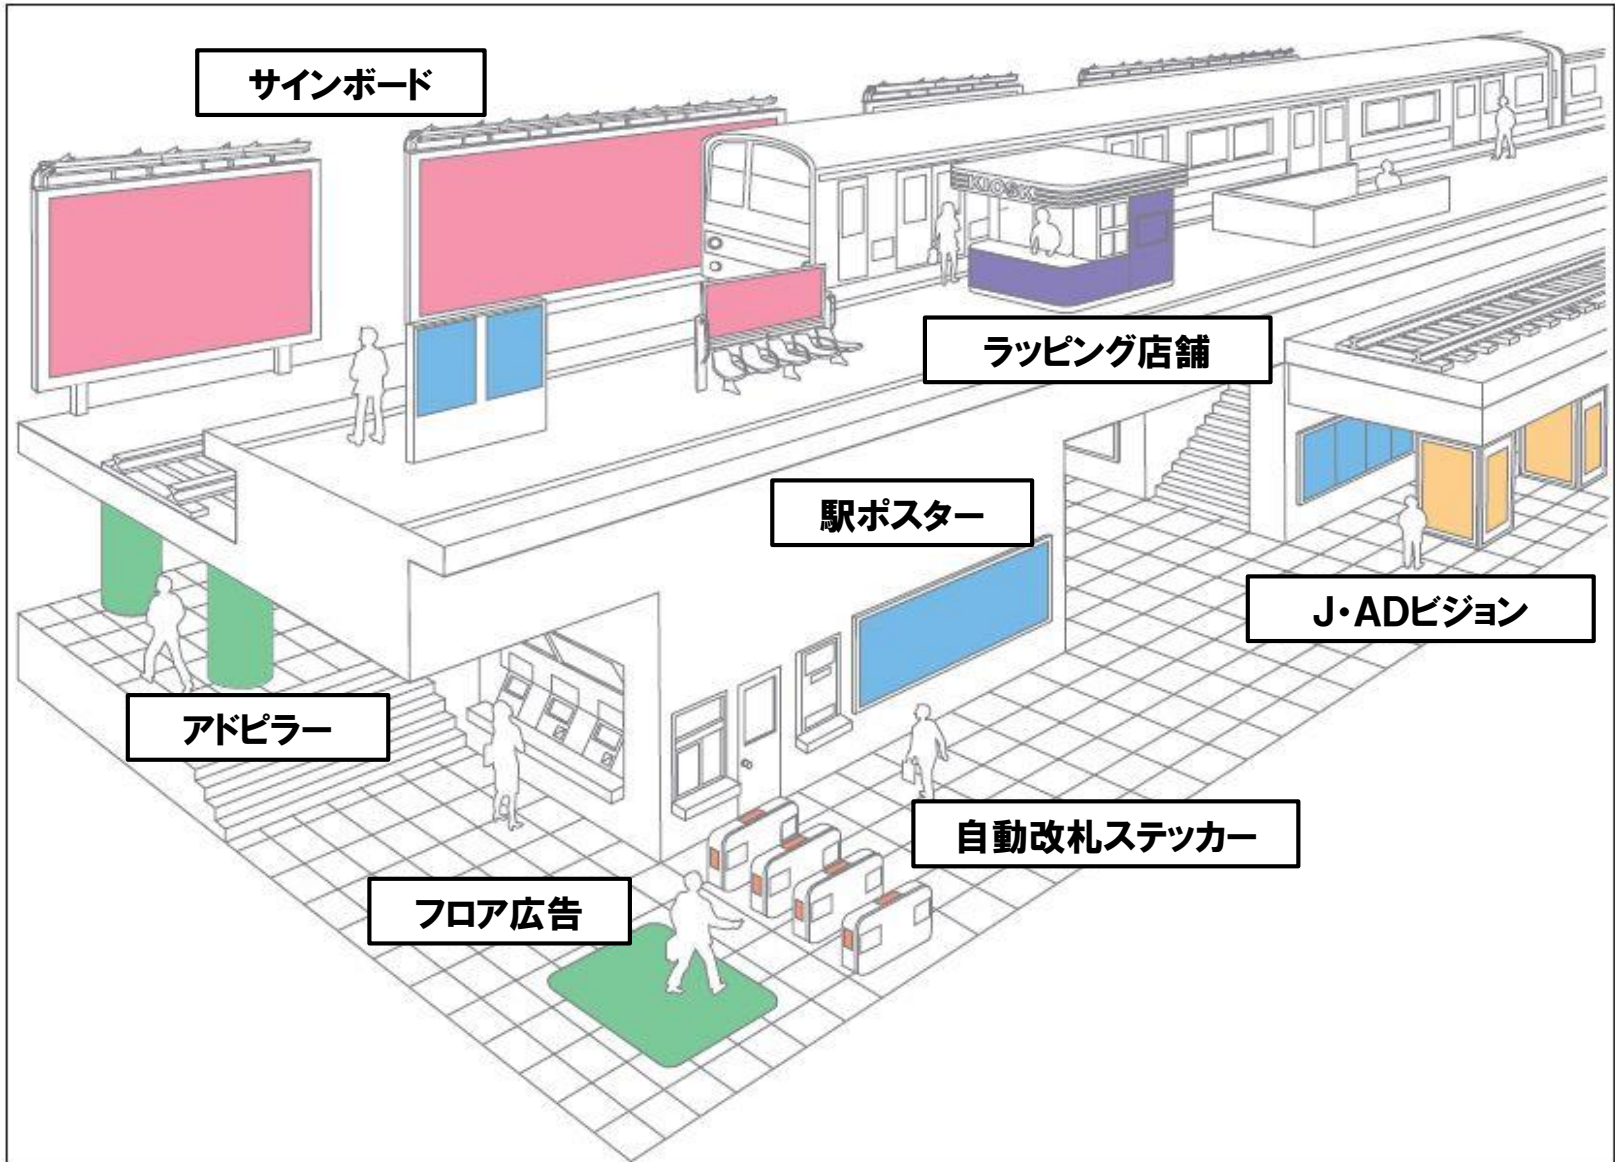 サインボード
KIOSK
ラッピング店舗
駅ポスター
J・ADビジョン
アドピラー
自動改札ステッカー
フロア広告